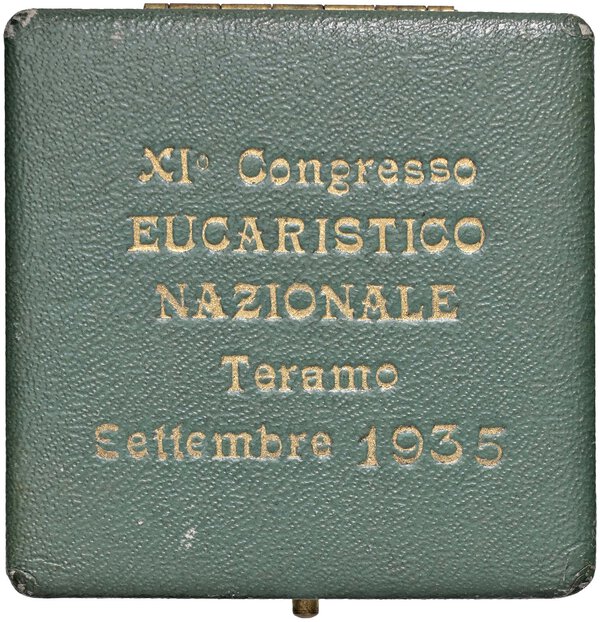 XI° Congresso
EUCARISTICO
NAZIONALE
Teramo
Settembre 1935